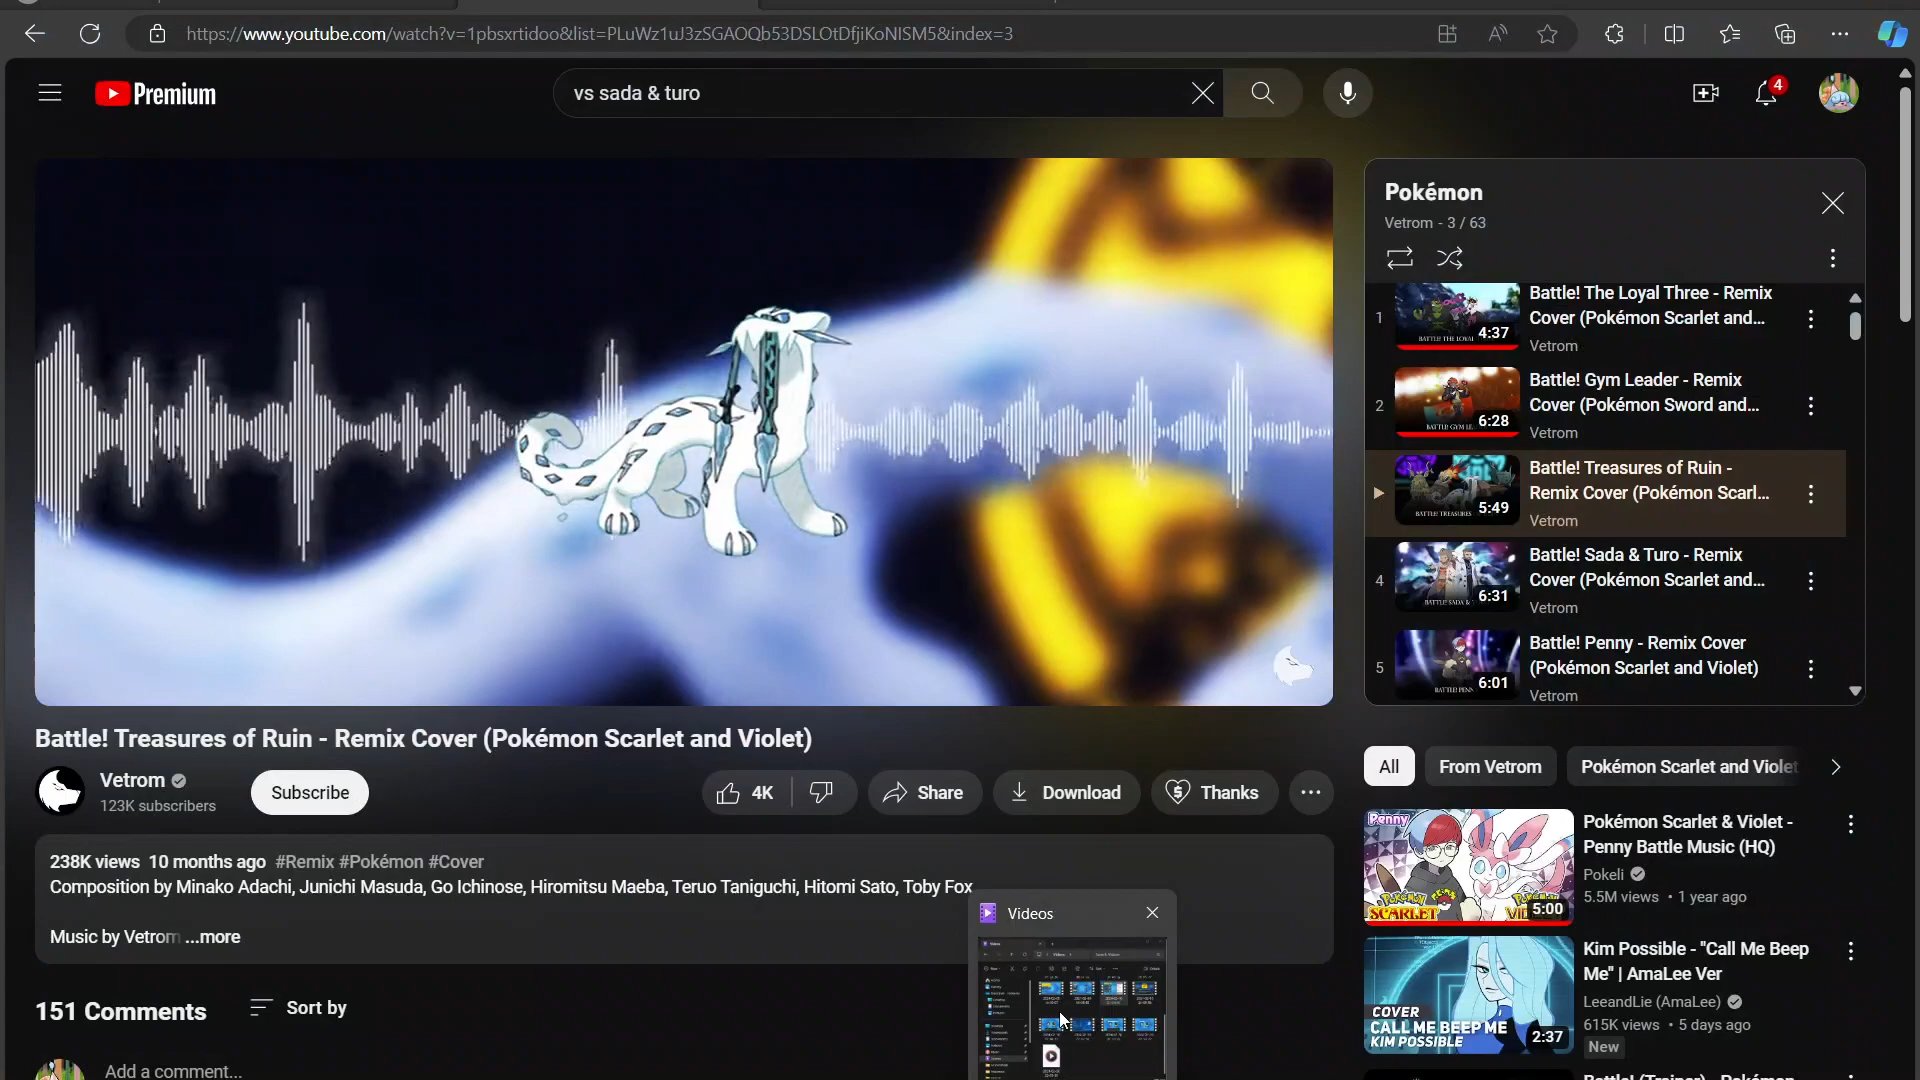 https://www.youtube.com/watch?v=1pbsxrtidoo&list=PLuWz1uJ3zSGAOQb53DSLOtDfjiKoNISM5&index=3
Premium
vs sada & turo
4
Pokémon
Vetrom - 3 / 63
1
4:37
Battle! The Loyal Three - Remix
Cover (Pokémon Scarlet and...
Vetrom
2
6:28
Battle! Gym Leader - Remix
Cover (Pokémon Sword and...
Vetrom
5:49
Battle! Treasures of Ruin -
Remix Cover (Pokémon Scarl...
Vetrom
4
6:31
Battle! Sada & Turo - Remix
Cover (Pokémon Scarlet and...
Vetrom
5
6:01
Battle! Penny - Remix Cover
(Pokémon Scarlet and Violet)
Vetrom
Battle! Treasures of Ruin - Remix Cover (Pokémon Scarlet and Violet)
Vetrom
123K subscribers
Subscribe
4K
Share
Download
Thanks
238K views 10 months ago #Remix #Pokémon #Cover
Composition by Minako Adachi, Junichi Masuda, Go Ichinose, Hiromitsu Maeba, Teruo Taniguchi, Hitomi Sato, Toby Fox
Music by Vetrom ...more
151 Comments
Sort by
Add a comment...
Videos
All
From Vetrom
Pokémon Scarlet and Violet
Penny
POKÉMON SCARLET
5:00
Pokémon Scarlet & Violet -
Penny Battle Music (HQ)
Pokeli
5.5M views • 1 year ago
COVER
CALL ME BEEP ME
KIM POSSIBLE
2:37
Kim Possible - "Call Me Beep
Me" | AmaLee Ver
LeeandLie (AmaLee)
615K views • 5 days ago
New